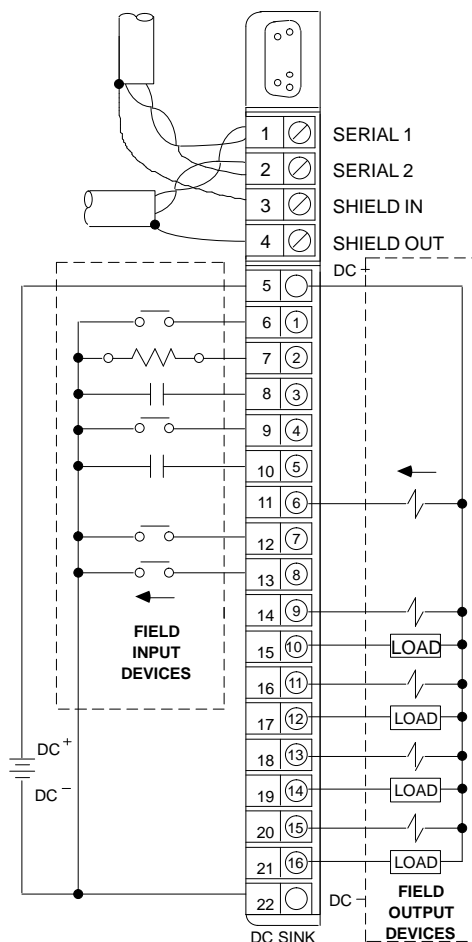 1 SERIAL 1
2 SERIAL 2
3 SHIELD IN
4 SHIELD OUT
DC –
5
6 1
7 2
8 3
9 4
10 5
11 6
12 7
13 8
14 9
15 10 LOAD
16 11
17 12 LOAD
18 13
19 14 LOAD
20 15
21 16 LOAD
22
FIELD
INPUT
DEVICES
DC +
DC –
DC –
FIELD
OUTPUT
DEVICES
DC SINK